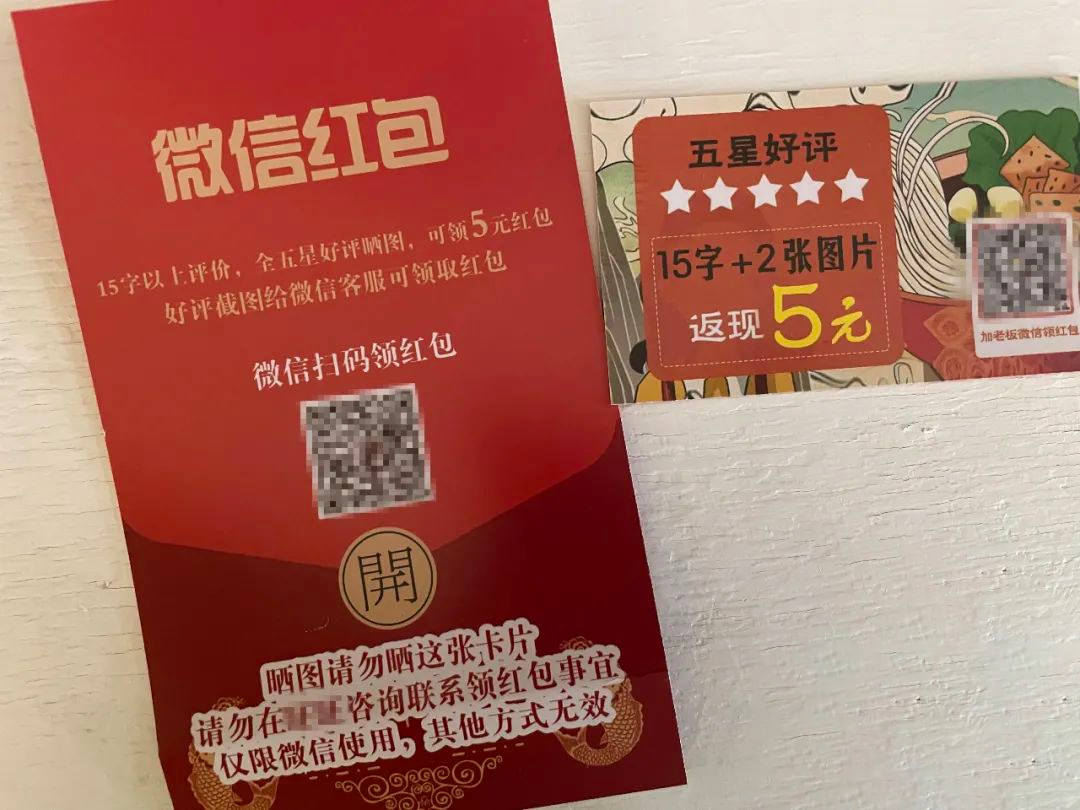 微信红包
15字以上评价，全五星好评晒图，可领5元红包
好评截图给微信客服可领取红包
微信扫码领红包
開
晒图请勿晒这张卡片
请勿在咨询联系领红包事宜
仅限微信使用，其他方式无效
五星好评
15字+2张图片
返现5元
加老板微信领红包